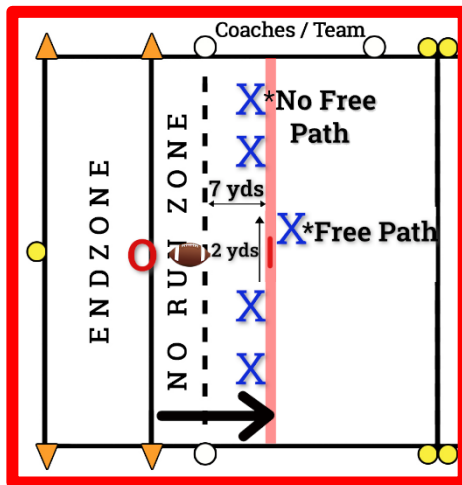 Coaches / Team
X*No Free
Path
X
7 yds
X*Free Path
O
2 yds
X
X
ENDZONE
NO RUN ZONE